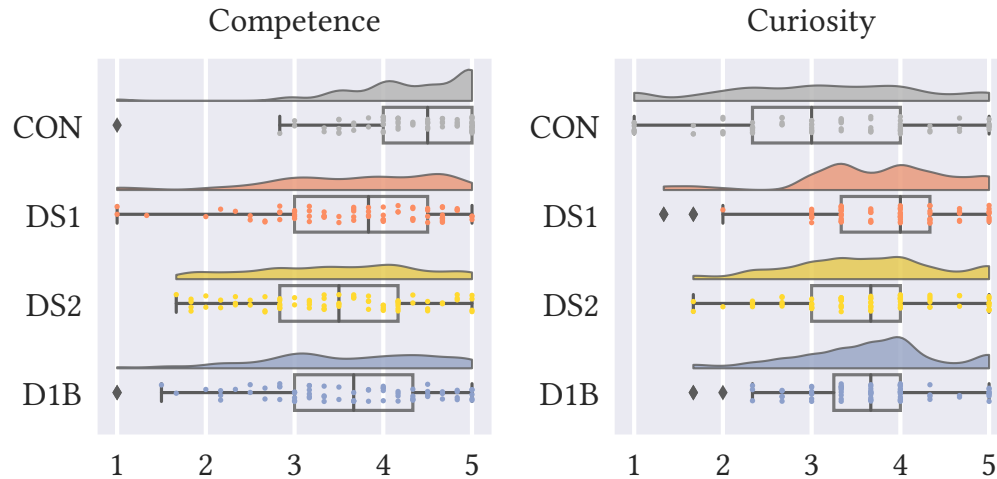 Competence
CON
DS1
DS2
D1B
1 2 3 4 5
Curiosity
CON
DS1
DS2
D1B
1 2 3 4 5